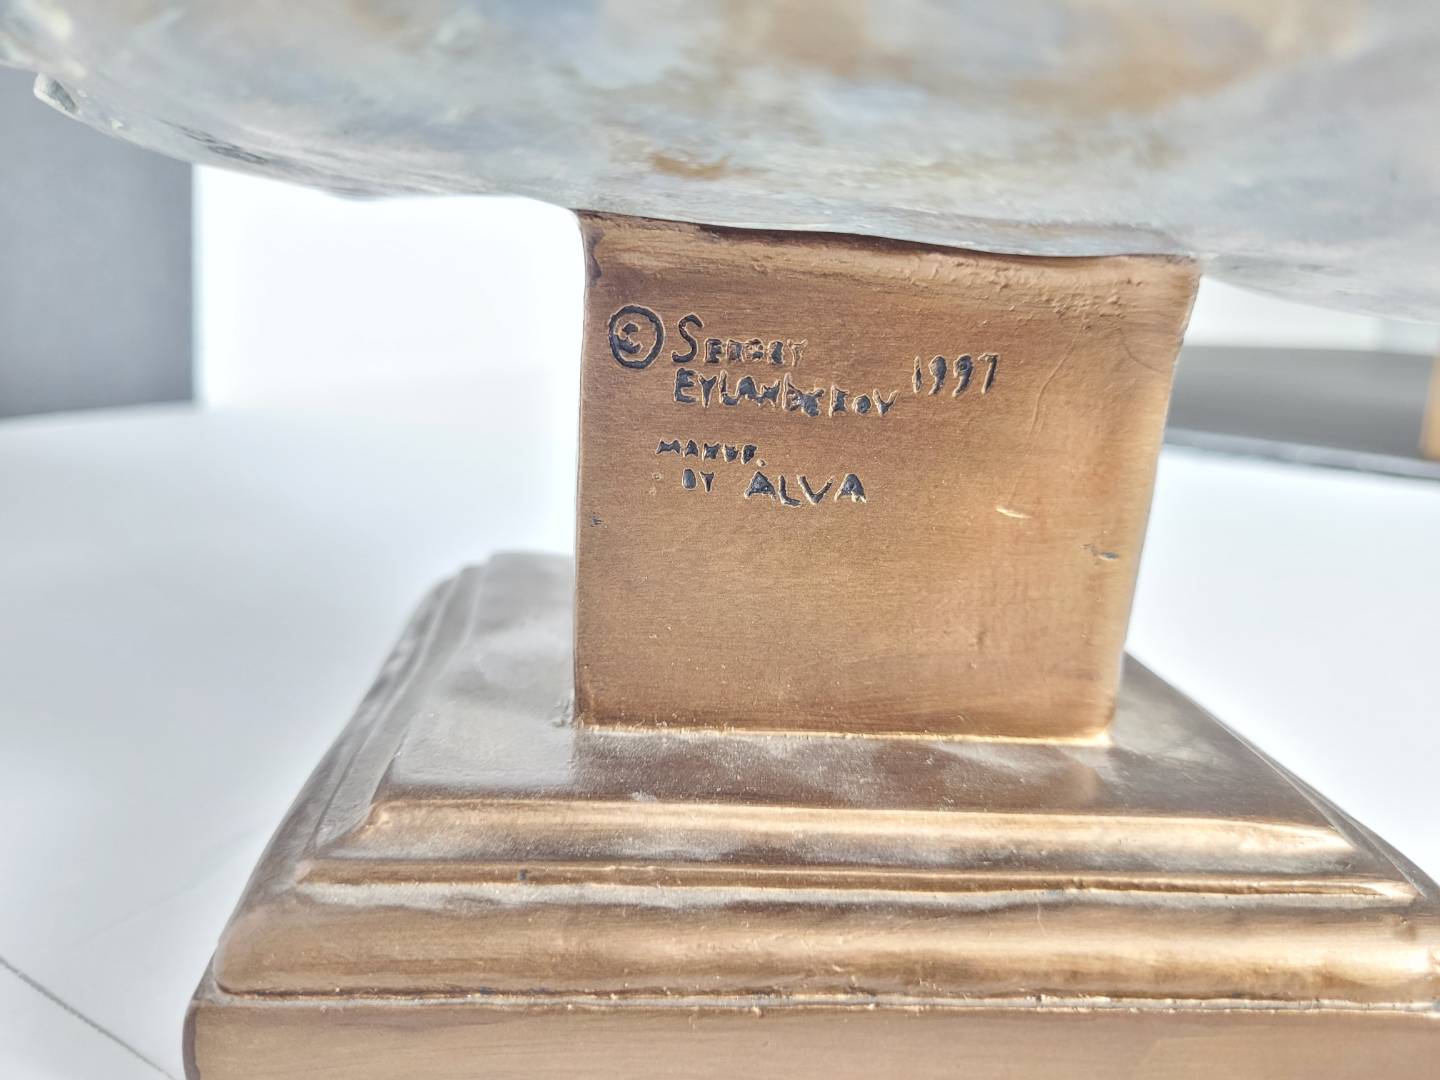 © SERGEY 1997
EYLANBEKOV
MANUF.
BY ALVA